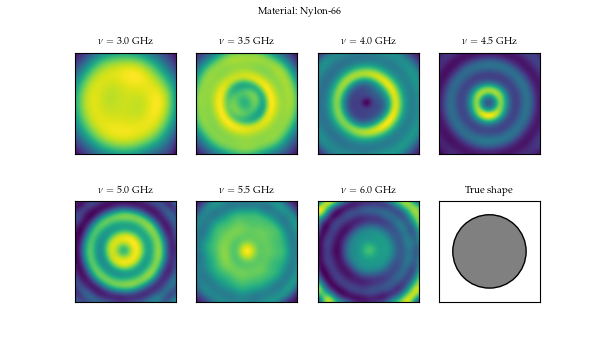 Material: Nylon-66
ν = 3.0 GHz
ν = 3.5 GHz
ν = 4.0 GHz
ν = 4.5 GHz
ν = 5.0 GHz
ν = 5.5 GHz
ν = 6.0 GHz
True shape